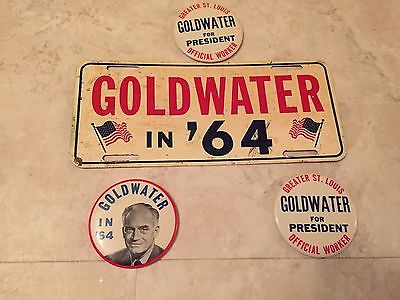 GREATER ST. LOUIS
GOLDWATER
FOR
PRESIDENT
OFFICIAL WORKER
GOLDWATER
IN '64
GOLDWATER
IN
'64
GREATER ST. LOUIS
GOLDWATER
FOR
PRESIDENT
OFFICIAL WORKER